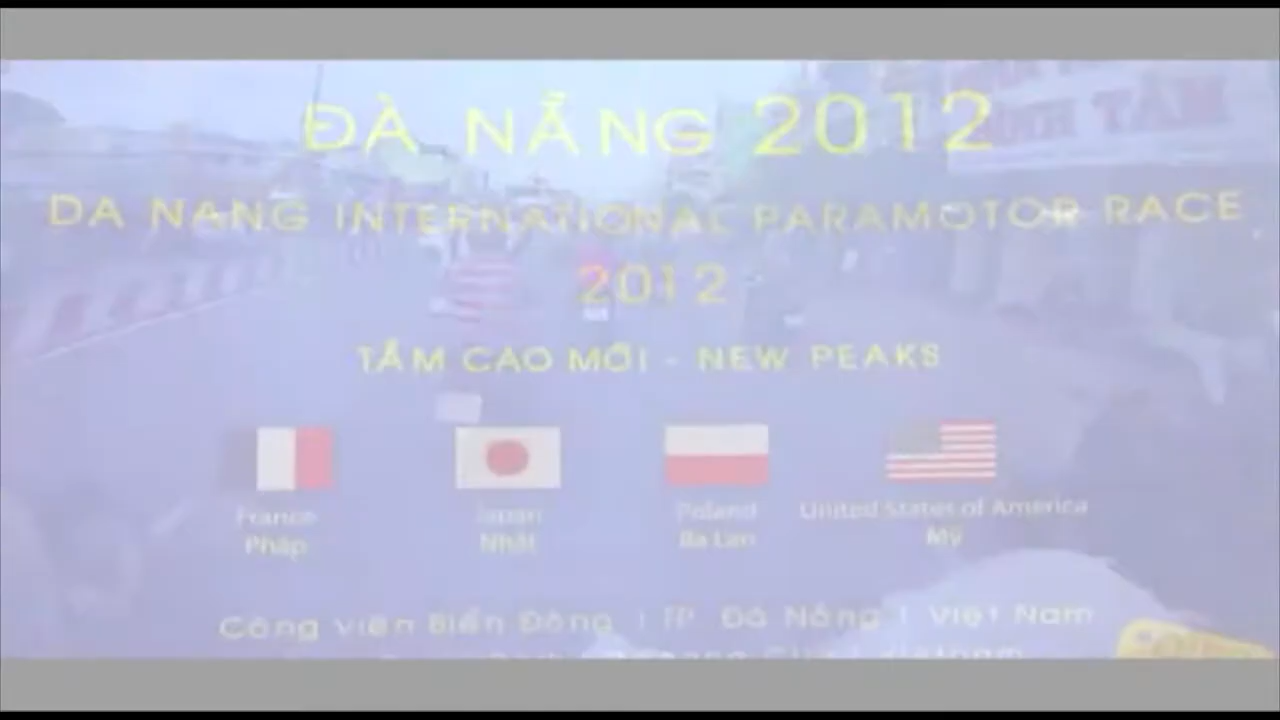 ĐÀ NẴNG 2012
DA NANG INTERNATIONAL PARAMOTOR RACE
2012
TẦM CAO MỚI - NEW PEAKS
France
Japan
Poland
United States of America
Pháp
Nhật
Ba Lan
Mỹ
Công viên Biển Đông | TP. Đà Nẵng | Việt Nam